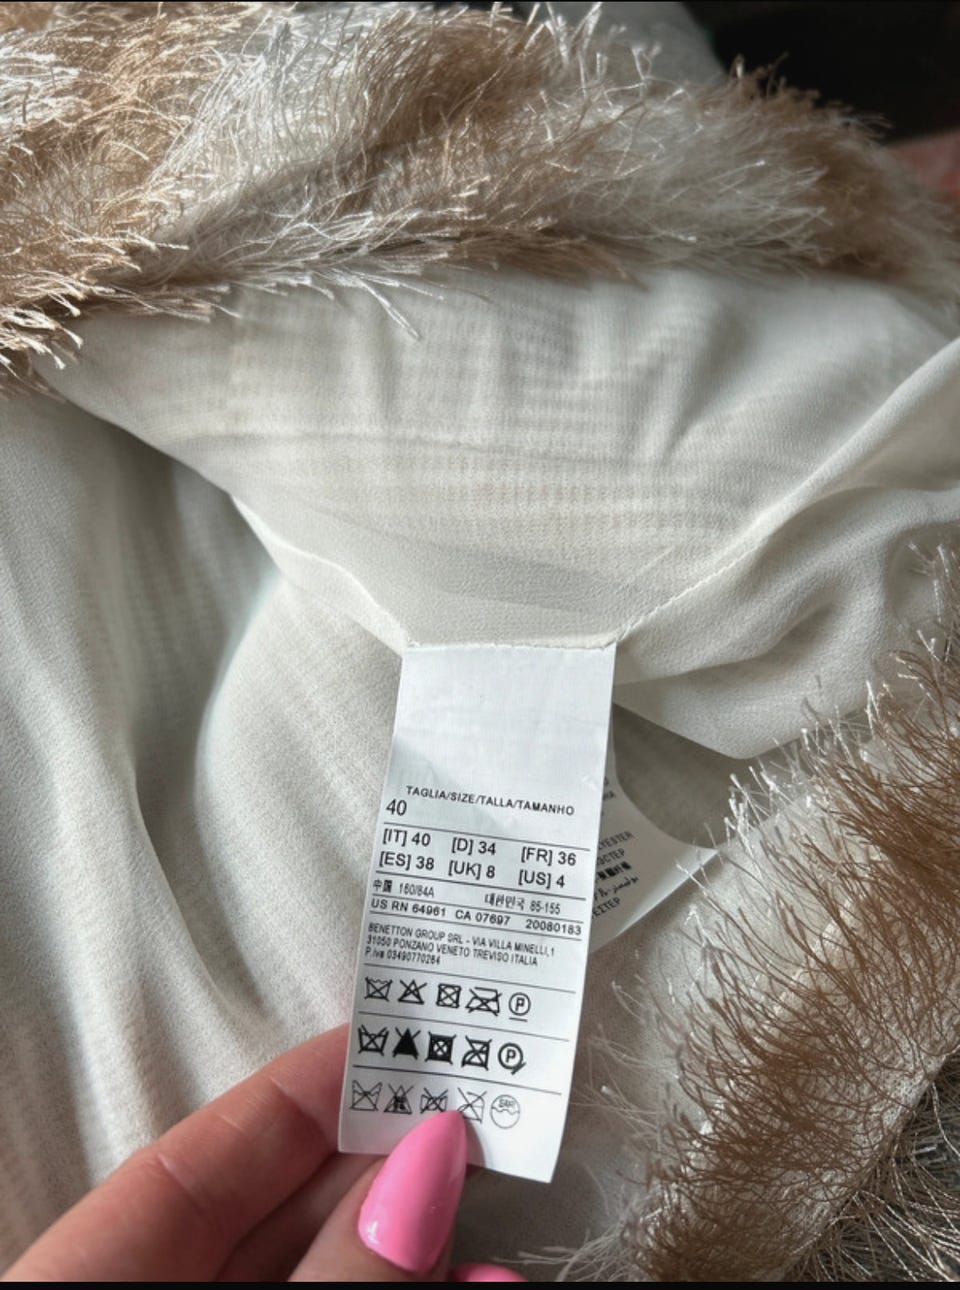 TAGLIA/SIZE/TALLA/TAMANHO
40
[IT] 40 [D] 34 [FR] 36
[ES] 38 [UK] 8 [US] 4
中国 160/84A 대한민국 85-155
US RN 64961 CA 07697 20080183
BENETTON GROUP SRL - VIA VILLA MINELLI,1
31050 PONZANO VENETO TREVISO ITALIA
P.iva 03490770264
P
P